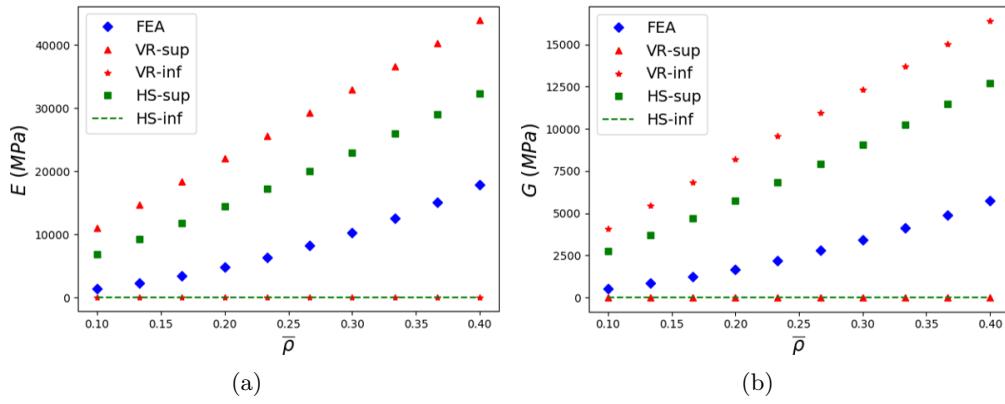 FEA
VR-sup
VR-inf
HS-sup
HS-inf
40000
30000
20000
10000
0
E (MPa)
0.10 0.15 0.20 0.25 0.30 0.35 0.40
ρ̅
(a)
FEA
VR-sup
VR-inf
HS-sup
HS-inf
15000
12500
10000
7500
5000
2500
0
G (MPa)
0.10 0.15 0.20 0.25 0.30 0.35 0.40
ρ̅
(b)